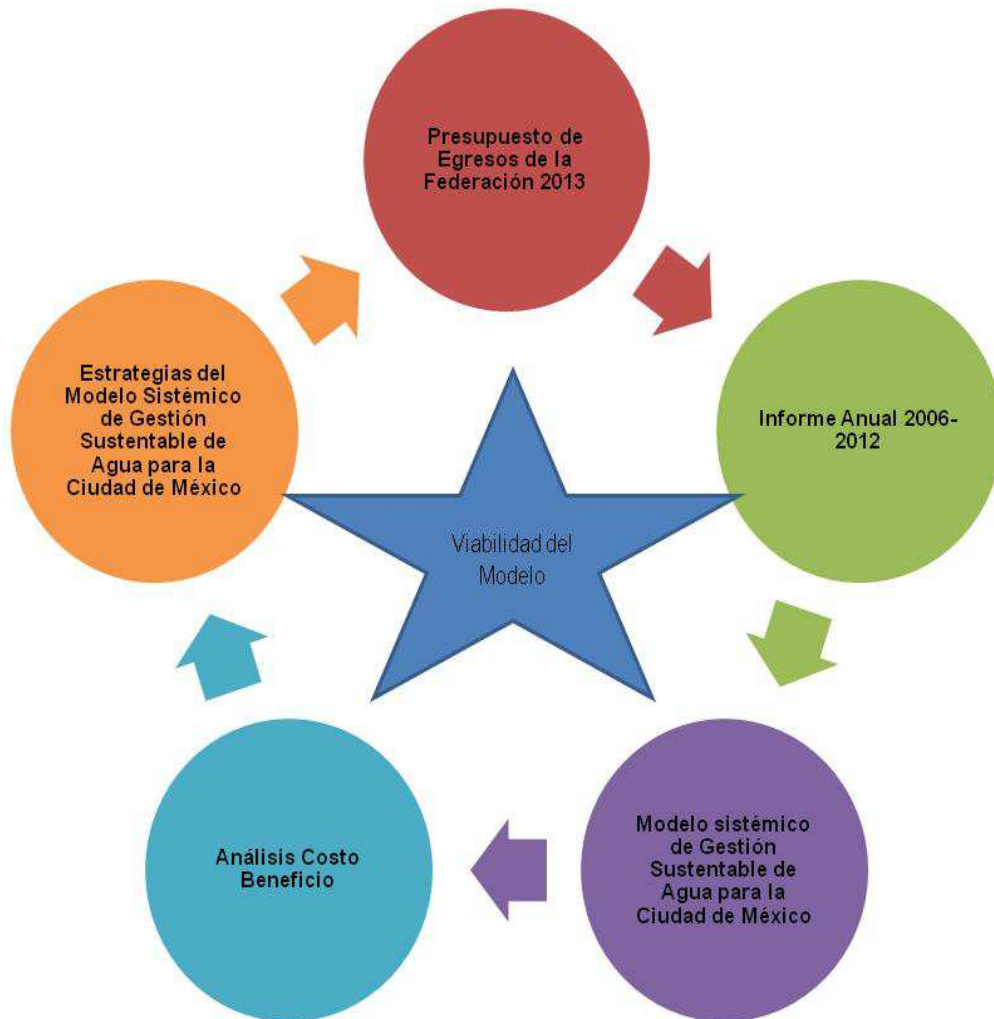 Presupuesto de
Egresos de la
Federación 2013
Estrategias del
Modelo Sistémico
de Gestión
Sustentable de
Agua para la
Ciudad de México
Informe Anual 2006-
2012
Viabilidad del
Modelo
Análisis Costo
Beneficio
Modelo sistémico
de Gestión
Sustentable de
Agua para la
Ciudad de México